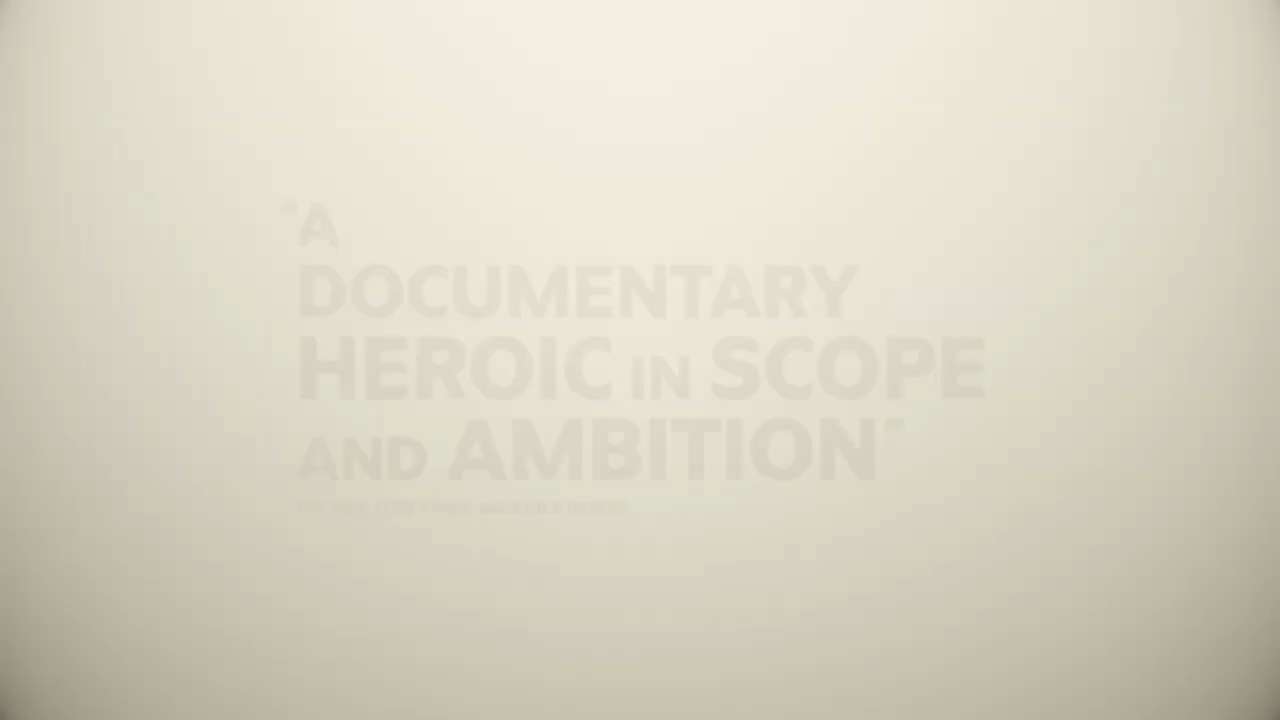 "A
DOCUMENTARY
HEROIC IN SCOPE
AND AMBITION"